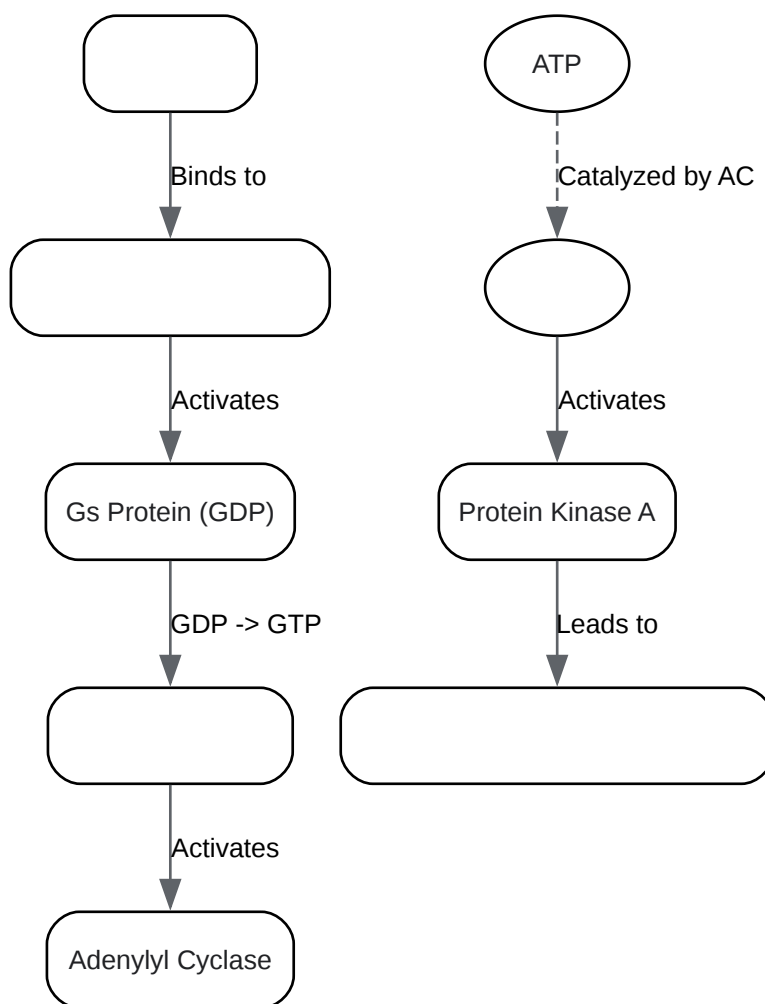 ATP
Binds to
Catalyzed by AC
Activates
Activates
Gs Protein (GDP)
Protein Kinase A
GDP -> GTP
Leads to
Activates
Adenylyl Cyclase